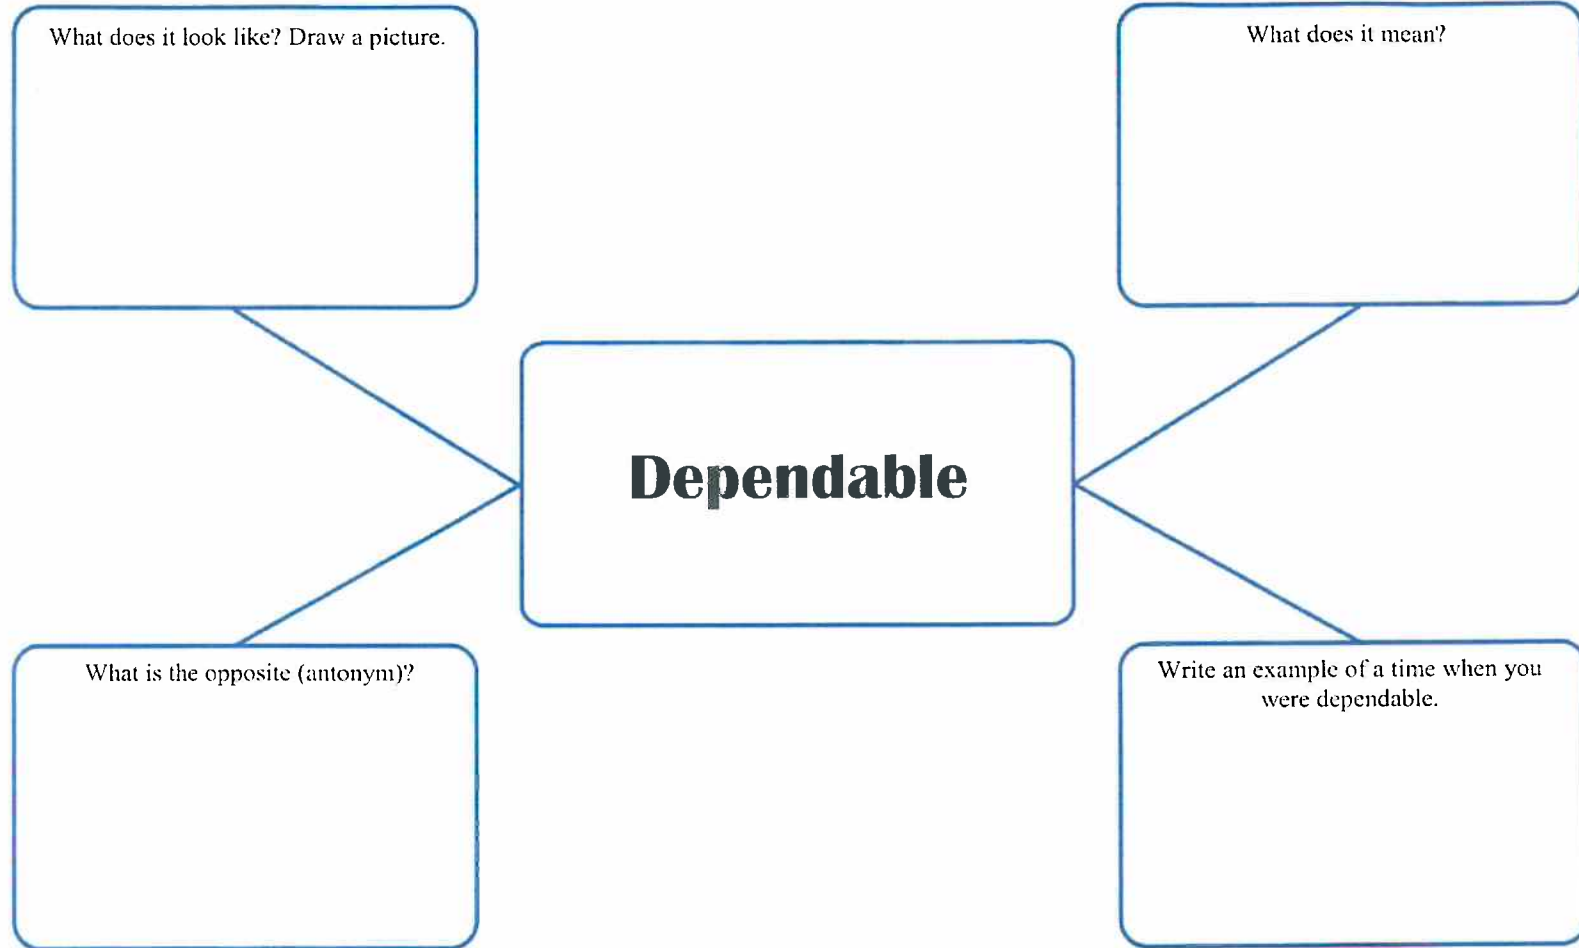 What does it look like? Draw a picture.
What does it mean?
Dependable
What is the opposite (antonym)?
Write an example of a time when you
were dependable.